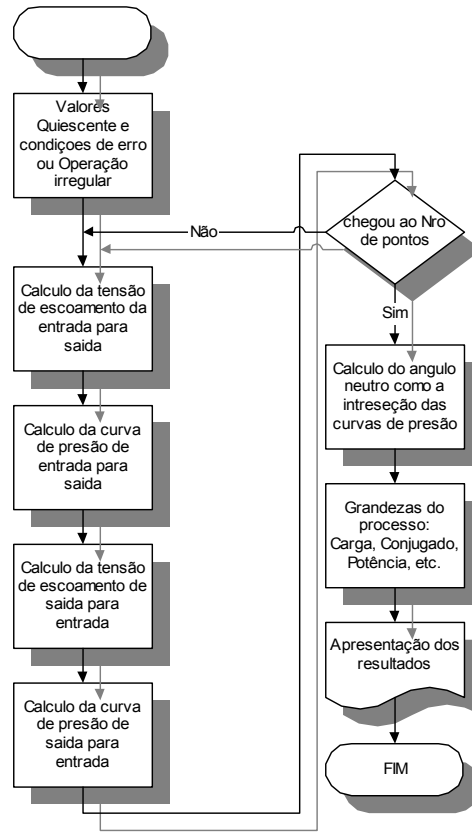 Valores
Quiescente e
condiçoes de erro
ou Operação
irregular
Calculo da tensão
de escoamento da
entrada para
saida
Calculo da curva
de presão de
entrada para
saida
Calculo da tensão
de escoamento de
saida para
entrada
Calculo da curva
de presão de
saida para
entrada
chegou ao Nro
de pontos
Não
Sim
Calculo do angulo
neutro como a
intreseção das
curvas de presão
Grandezas do
processo:
Carga, Conjugado,
Potência, etc.
Apresentação dos
resultados
FIM